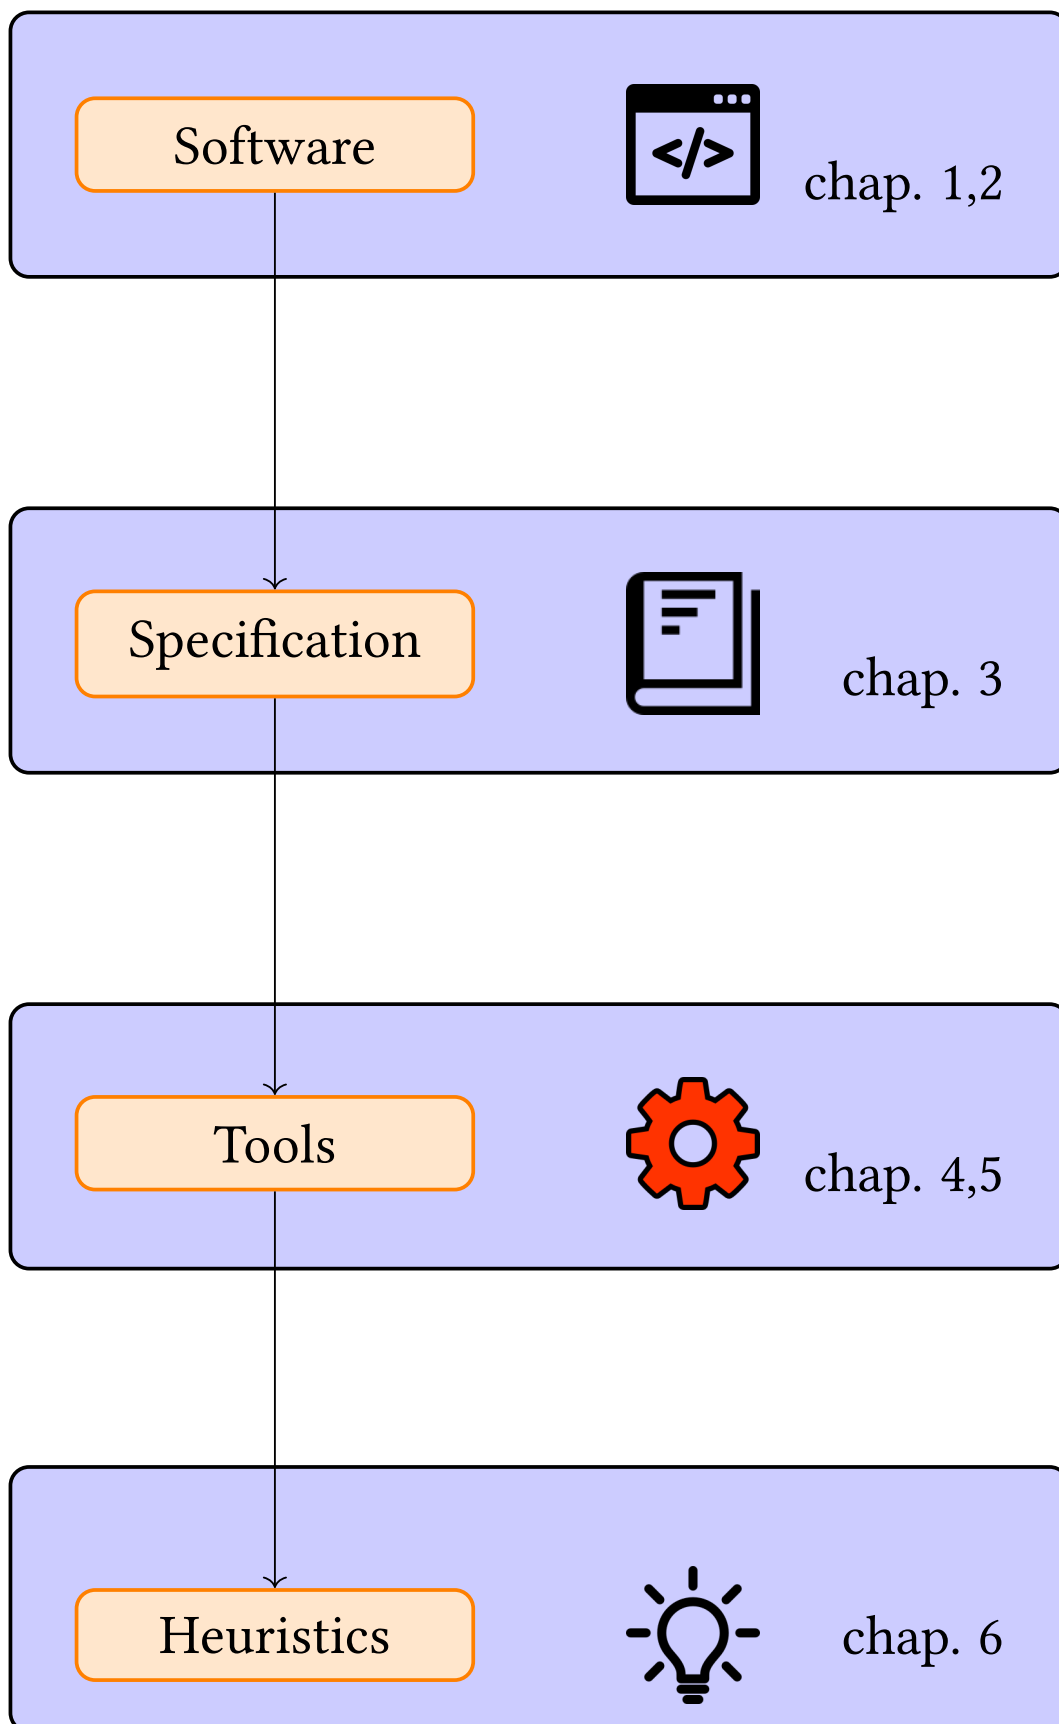 Software
</>
chap. 1,2
Specification
chap. 3
Tools
chap. 4,5
Heuristics
chap. 6